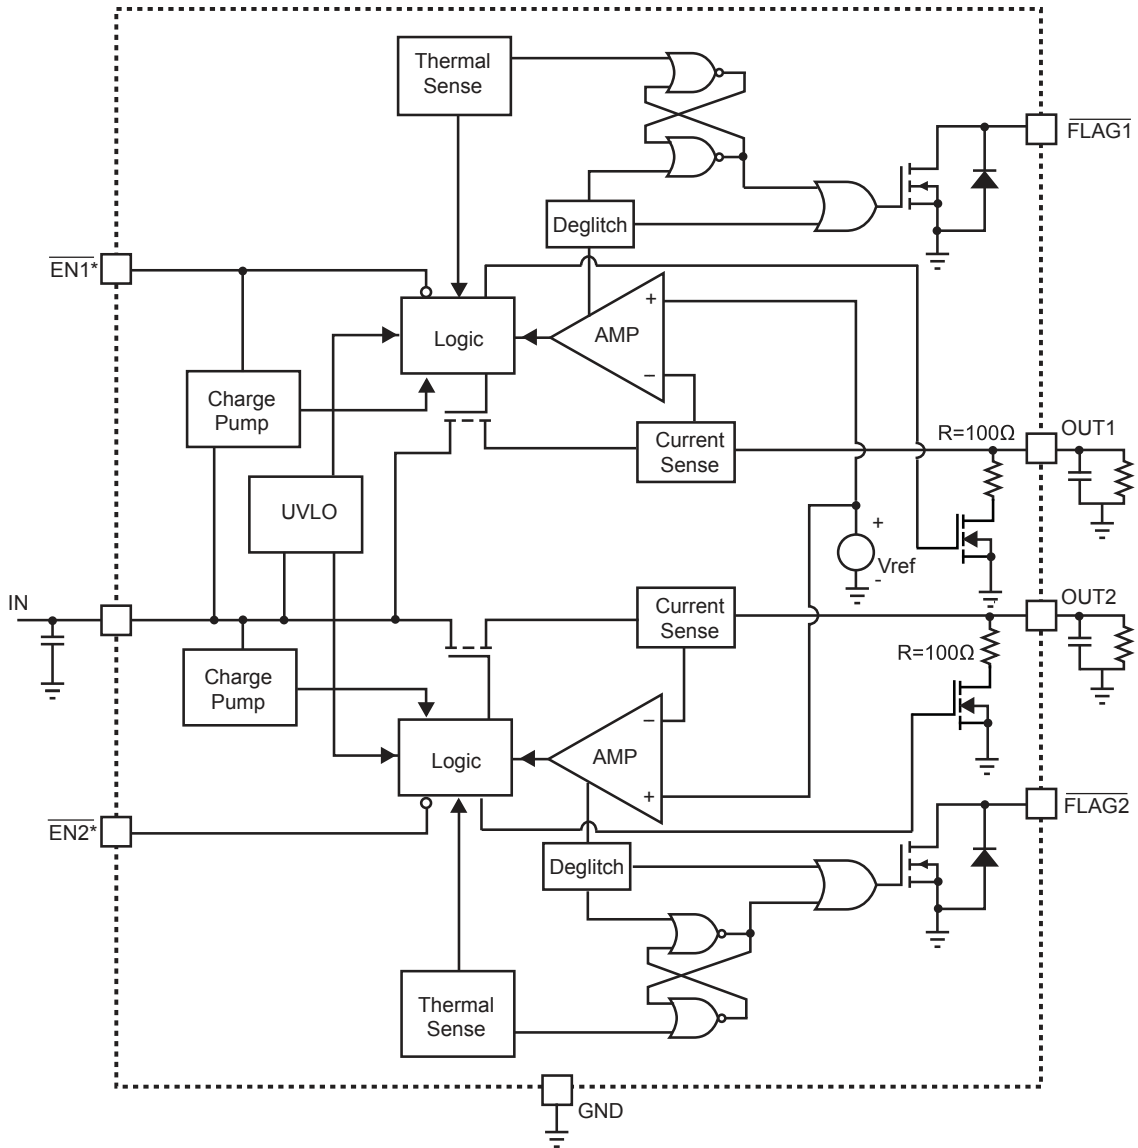 Thermal
Sense
FLAG1
Deglitch
EN1*
+
AMP
Logic
−
Charge
Pump
R=100Ω
OUT1
Current
Sense
UVLO
+
Vref
-
IN
OUT2
Current
Sense
R=100Ω
Charge
Pump
−
AMP
Logic
+
FLAG2
EN2*
Deglitch
Thermal
Sense
GND